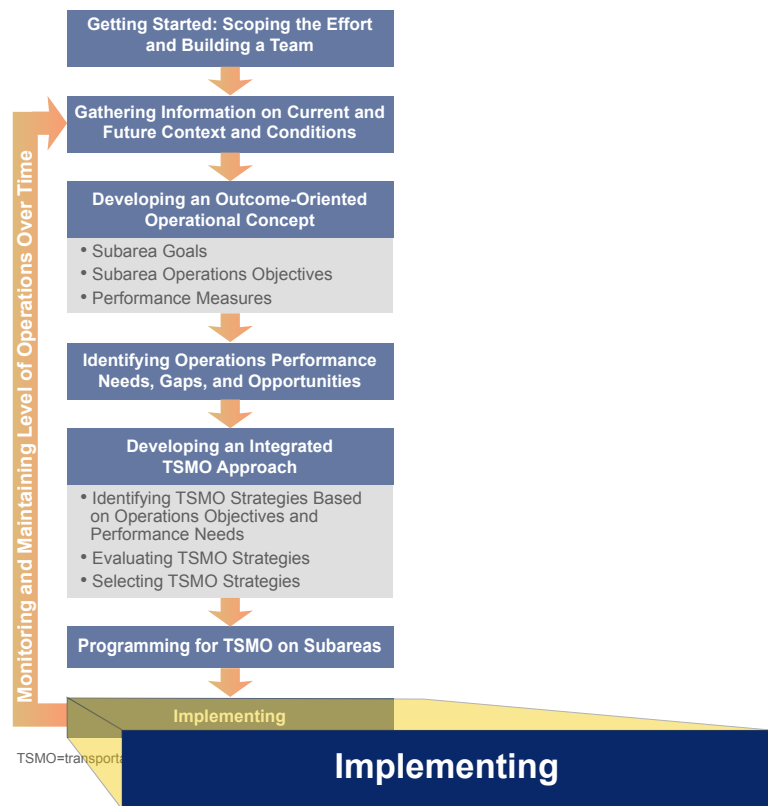 Getting Started: Scoping the Effort
and Building a Team
Gathering Information on Current and
Future Context and Conditions
Developing an Outcome-Oriented
Operational Concept
• Subarea Goals
• Subarea Operations Objectives
• Performance Measures
Identifying Operations Performance
Needs, Gaps, and Opportunities
Developing an Integrated
TSMO Approach
• Identifying TSMO Strategies Based
on Operations Objectives and
Performance Needs
• Evaluating TSMO Strategies
• Selecting TSMO Strategies
Programming for TSMO on Subareas
Implementing
Monitoring and Maintaining Level of Operations Over Time
TSMO=transporta
Implementing